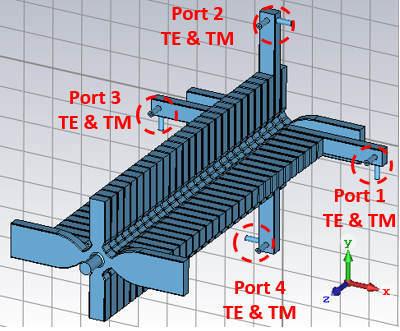 Port 2
TE & TM
Port 3
TE & TM
Port 1
TE & TM
Port 4
TE & TM
y
x
z